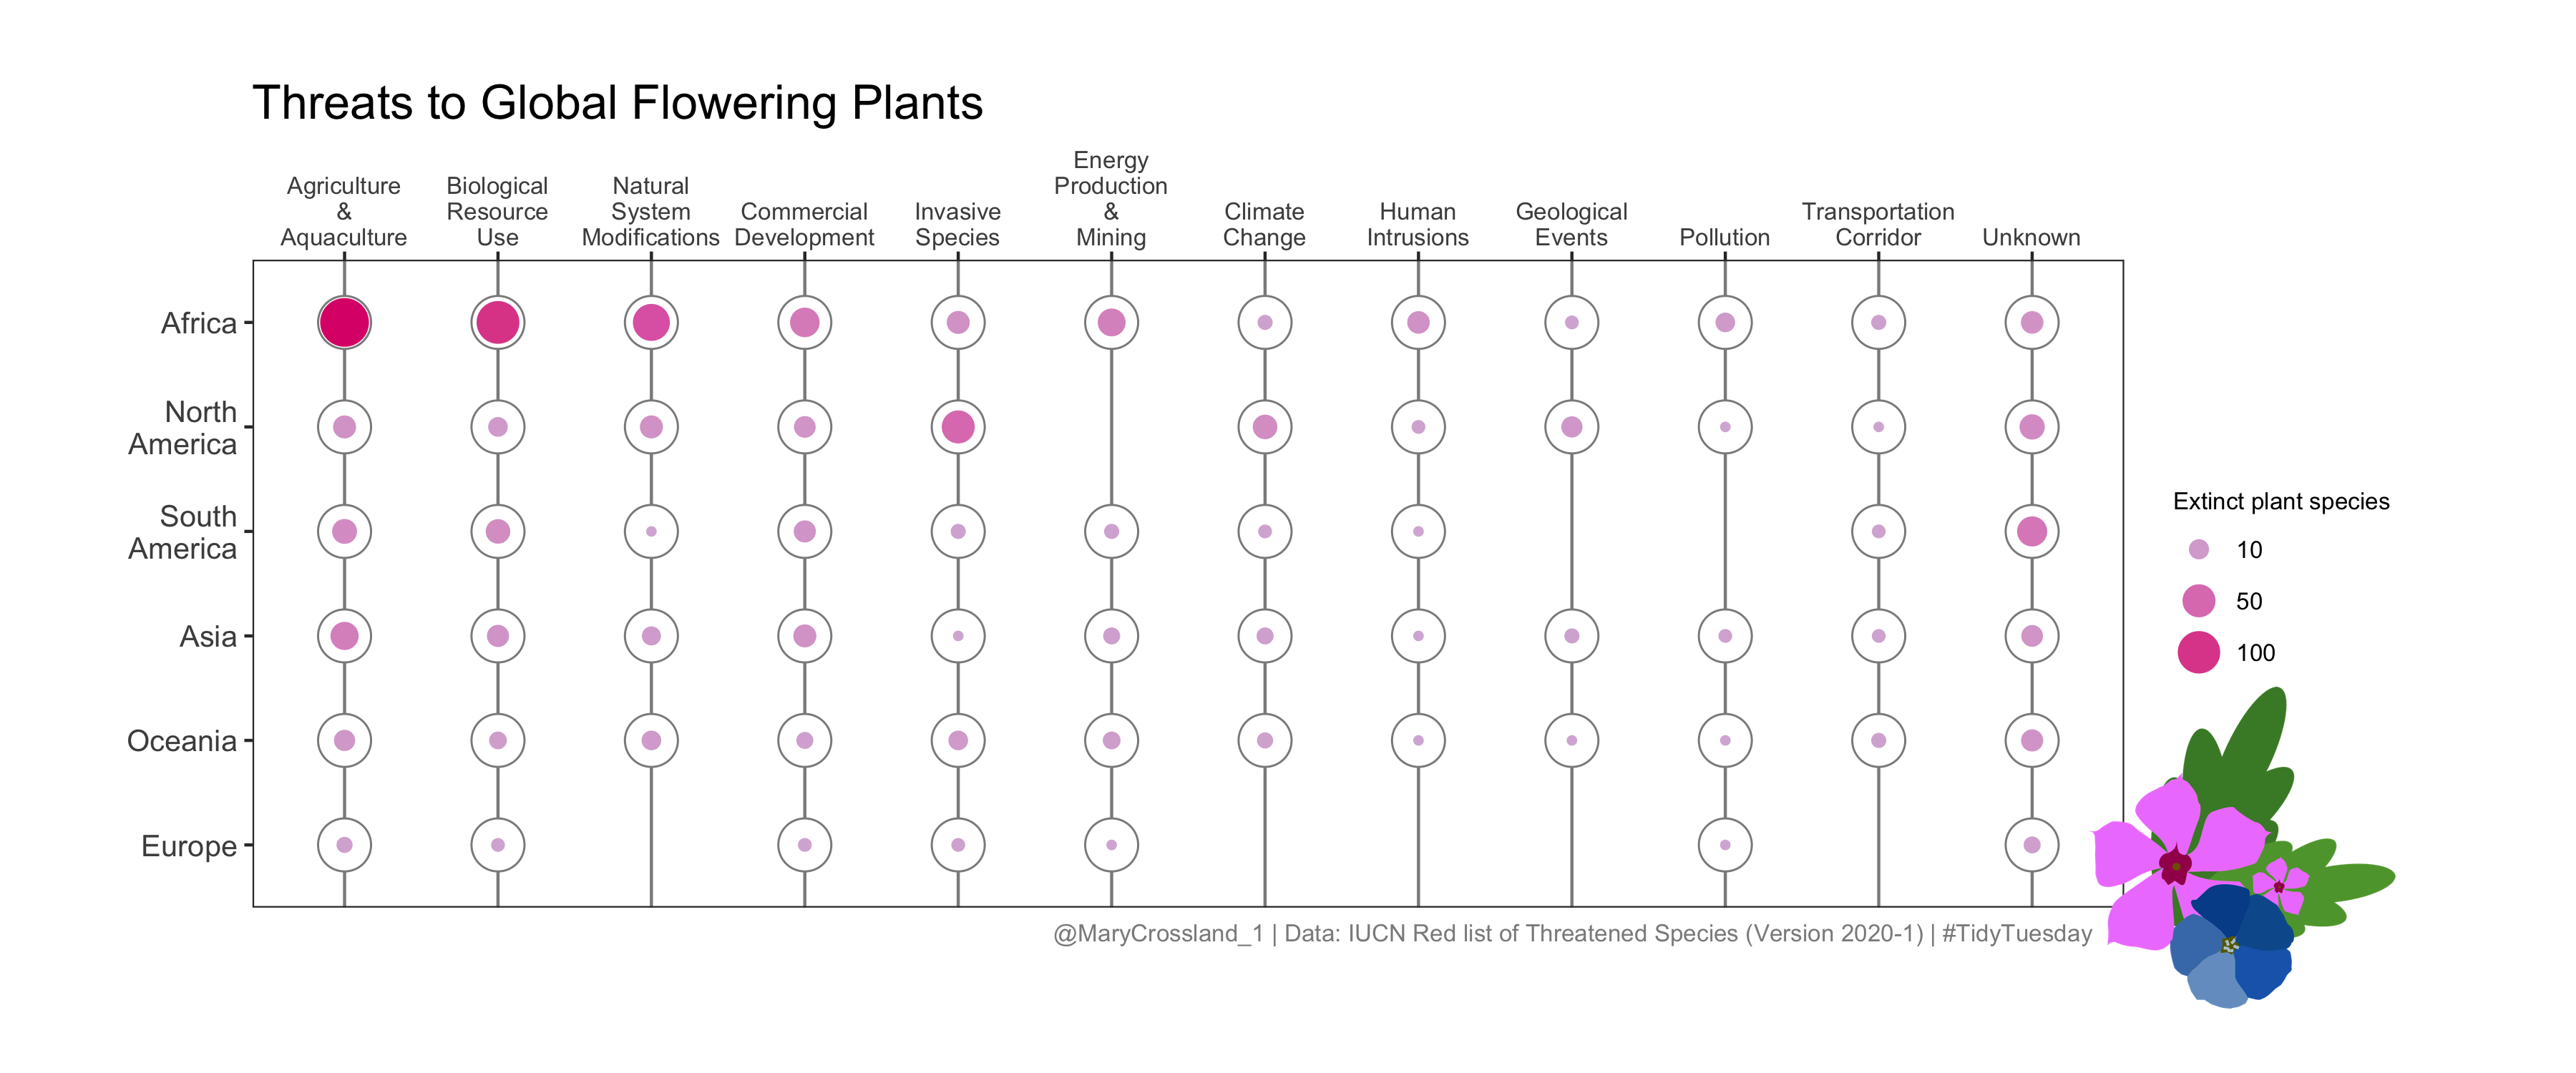 Threats to Global Flowering Plants
Energy
Agriculture Biological Natural Production
& Resource System Commercial Invasive & Climate Human Geological Transportation
Aquaculture Use Modifications Development Species Mining Change Intrusions Events Pollution Corridor Unknown
Africa
North
America
South
America
Asia
Oceania
Europe
Extinct plant species
10
50
100
@MaryCrossland_1 | Data: IUCN Red list of Threatened Species (Version 2020-1) | #TidyTuesday